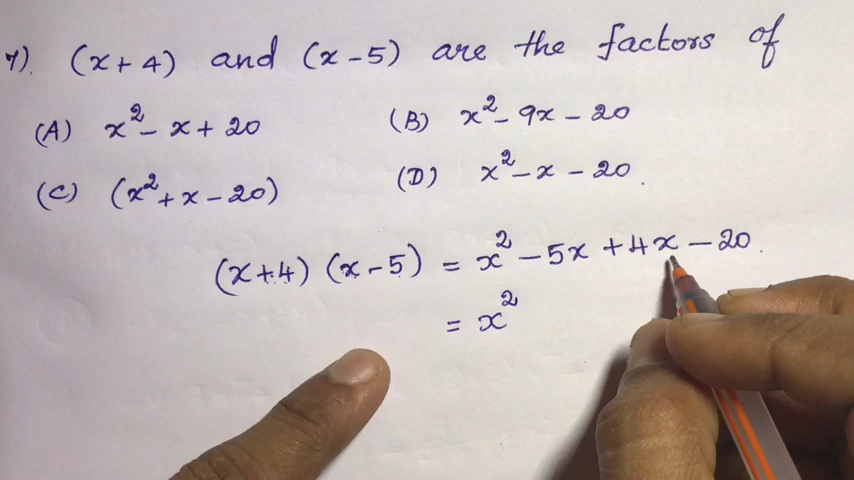 7). (x+4) and (x-5) are the factors of
(A) x² - x + 20 (B) x² - 9x - 20
(C) (x² + x - 20) (D) x² - x - 20.
(x+4) (x-5) = x² - 5x + 4x - 20.
= x²